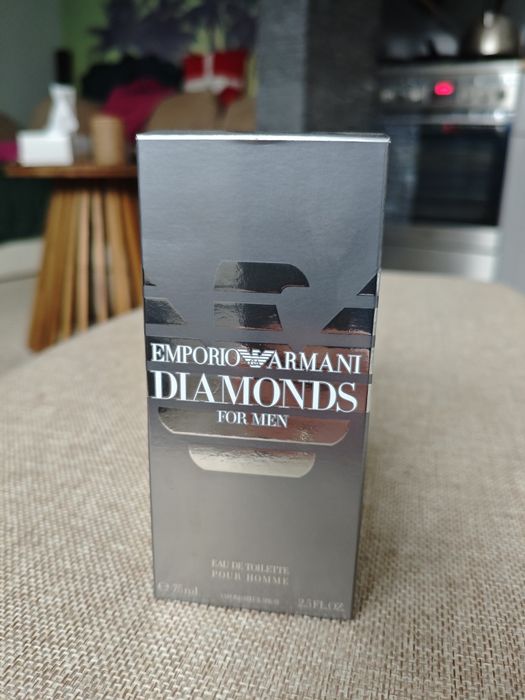 EMPORIO ARMANI
DIAMONDS
FOR MEN
EAU DE TOILETTE
POUR HOMME
℮ 75 ml 2.5 FL.OZ.